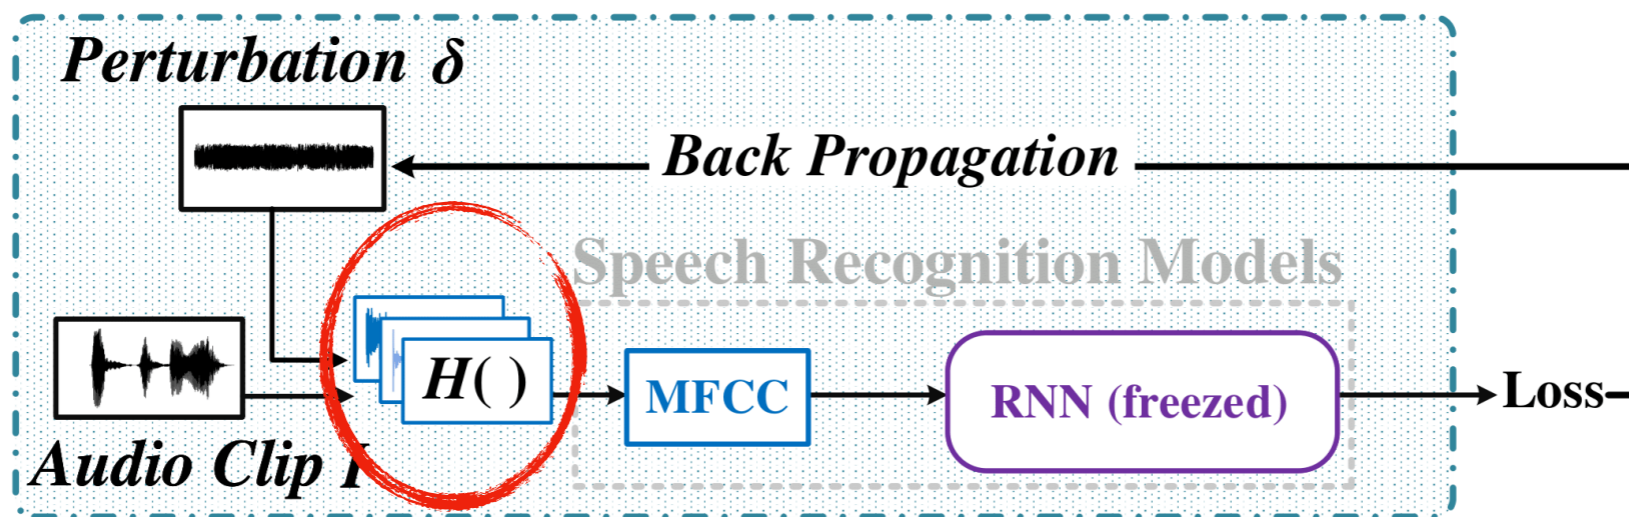 Perturbation δ
Back Propagation
Speech Recognition Models
H( )
MFCC
RNN (freezed)
Loss
Audio Clip I